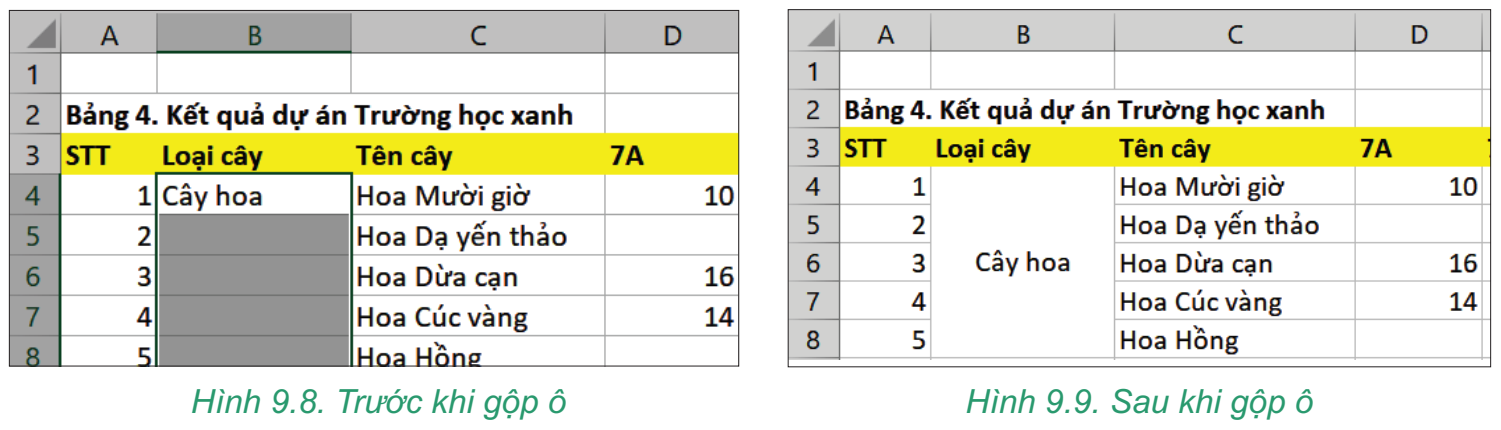 A B C D
1
2 Bảng 4. Kết quả dự án Trường học xanh
3 STT Loại cây Tên cây 7A
4 1 Cây hoa Hoa Mười giờ 10
5 2 Hoa Dạ yến thảo
6 3 Hoa Dừa cạn 16
7 4 Hoa Cúc vàng 14
8 5 Hoa Hồng
Hình 9.8. Trước khi gộp ô
A B C D
1
2 Bảng 4. Kết quả dự án Trường học xanh
3 STT Loại cây Tên cây 7A
4 1 Hoa Mười giờ 10
5 2 Hoa Dạ yến thảo
6 3 Cây hoa Hoa Dừa cạn 16
7 4 Hoa Cúc vàng 14
8 5 Hoa Hồng
Hình 9.9. Sau khi gộp ô